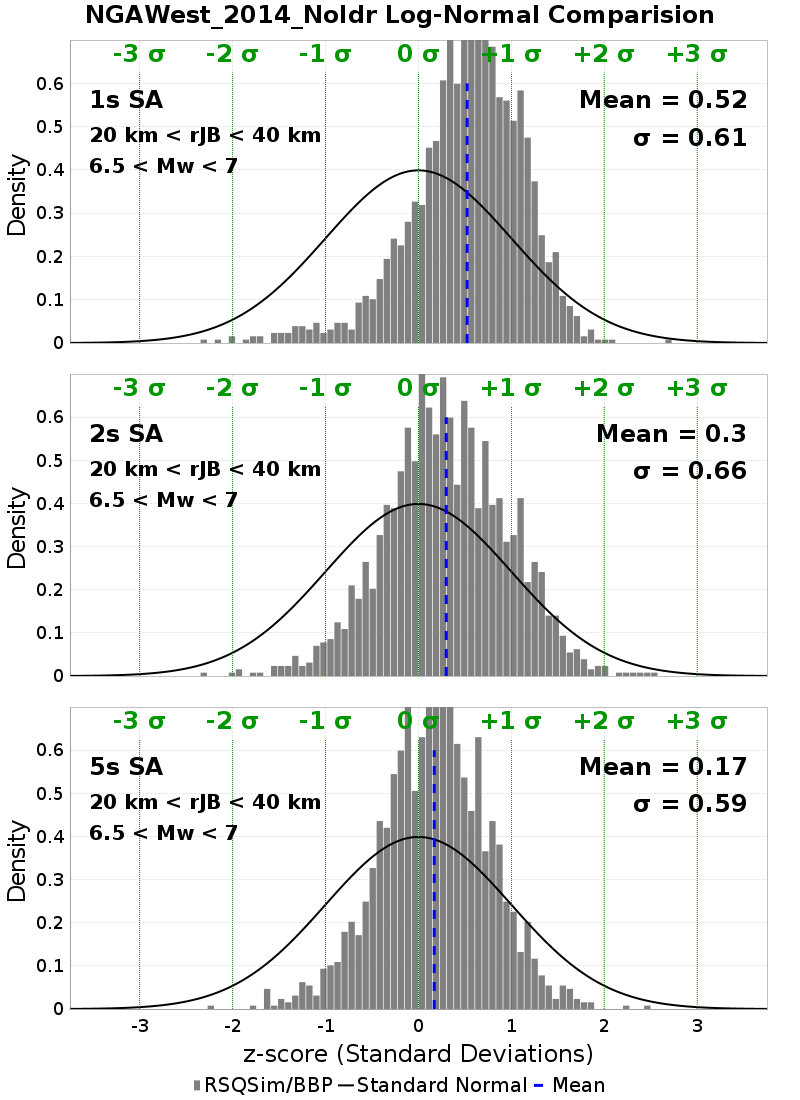 NGAWest_2014_NoIdr Log-Normal Comparision
-3 σ -2 σ -1 σ 0 σ +1 σ +2 σ +3 σ
0.6
1s SA Mean = 0.52
0.5
20 km < rJB < 40 km σ = 0.61
6.5 < Mw < 7
0.4
0.3
0.2
0.1
0
Density
-3 σ -2 σ -1 σ 0 σ +1 σ +2 σ +3 σ
0.6
2s SA Mean = 0.3
0.5
20 km < rJB < 40 km σ = 0.66
6.5 < Mw < 7
0.4
0.3
0.2
0.1
0
Density
-3 σ -2 σ -1 σ 0 σ +1 σ +2 σ +3 σ
0.6
5s SA Mean = 0.17
0.5
20 km < rJB < 40 km σ = 0.59
6.5 < Mw < 7
0.4
0.3
0.2
0.1
0
Density
-3 -2 -1 0 1 2 3
z-score (Standard Deviations)
RSQSim/BBP Standard Normal Mean